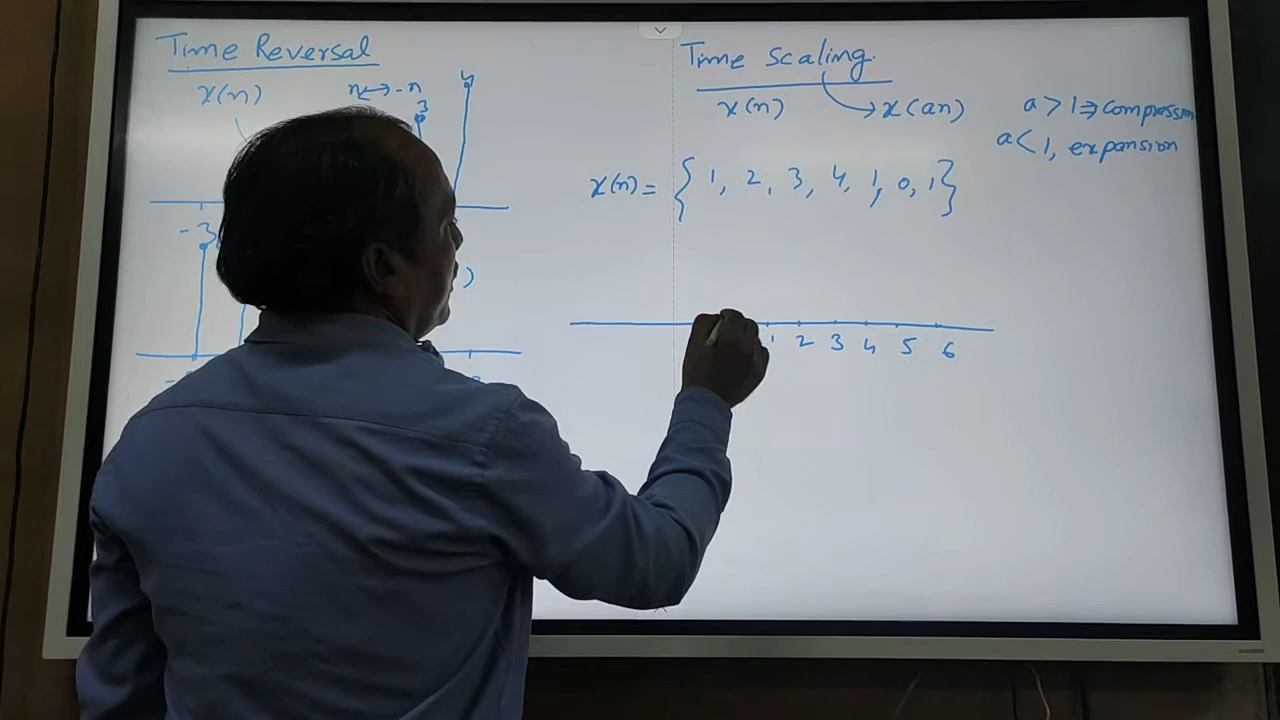 Time Reversal
x(n)
n↔-n
3
4
-3
)
Time Scaling
x(n) → x(an)
a > 1 ⇒ compression
a < 1, expansion
x(n) = { 1, 2, 3, 4, 1, 0, 1 }
1 2 3 4 5 6
SAMSUNG